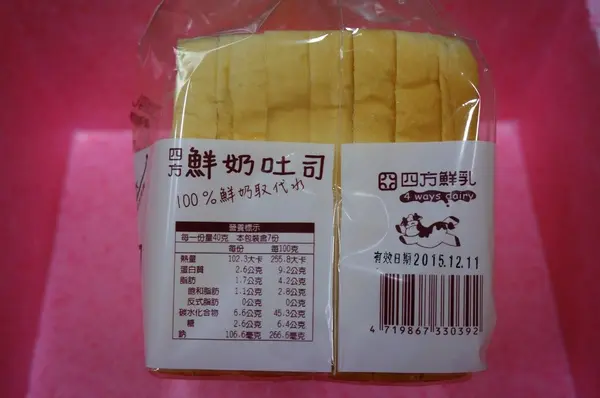 四方 鮮奶吐司
100%鮮奶取代水
營養標示
每一份量40克 本包裝含7份
每份 每100克
熱量 102.3大卡 255.8大卡
蛋白質 2.6公克 9.2公克
脂肪 1.7公克 4.2公克
飽和脂肪 1.1公克 2.8公克
反式脂肪 0公克 0公克
碳水化合物 6.6公克 45.3公克
糖 2.6公克 6.4公克
鈉 106.6毫克 266.6毫克
四方鮮乳
4 ways dairy
有效日期 2015.12.11
4 719867 330392